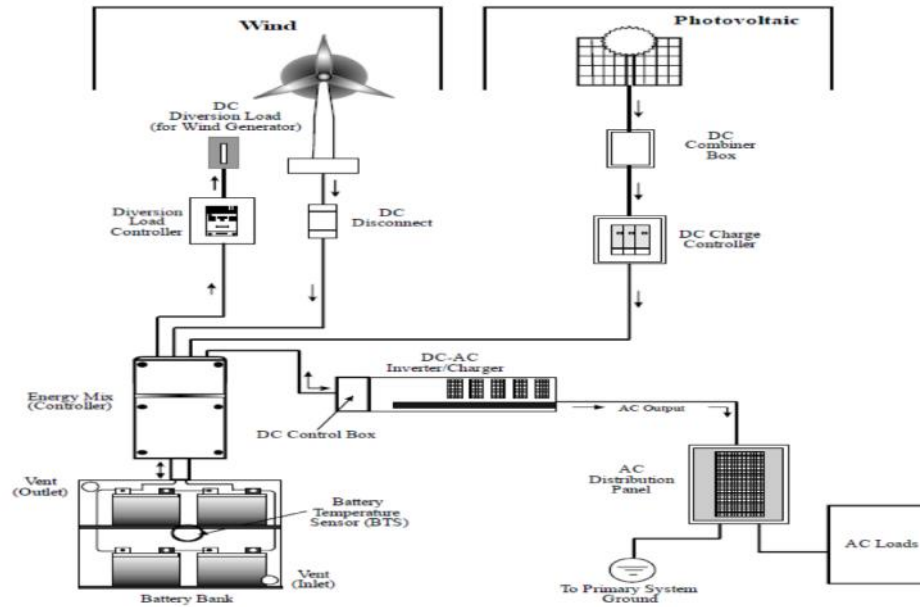 Wind
Photovoltaic
DC
Diversion Load
(for Wind Generator)
DC
Combiner
Box
Diversion
Load
Controller
DC
Disconnect
DC Charge
Controller
DC-AC
Inverter/Charger
Energy Mix
(Controller)
DC Control Box
AC Output
AC
Distribution
Panel
Vent
(Outlet)
Battery
Temperature
Sensor (BTS)
AC Loads
Vent
(Inlet)
To Primary System
Ground
Battery Bank